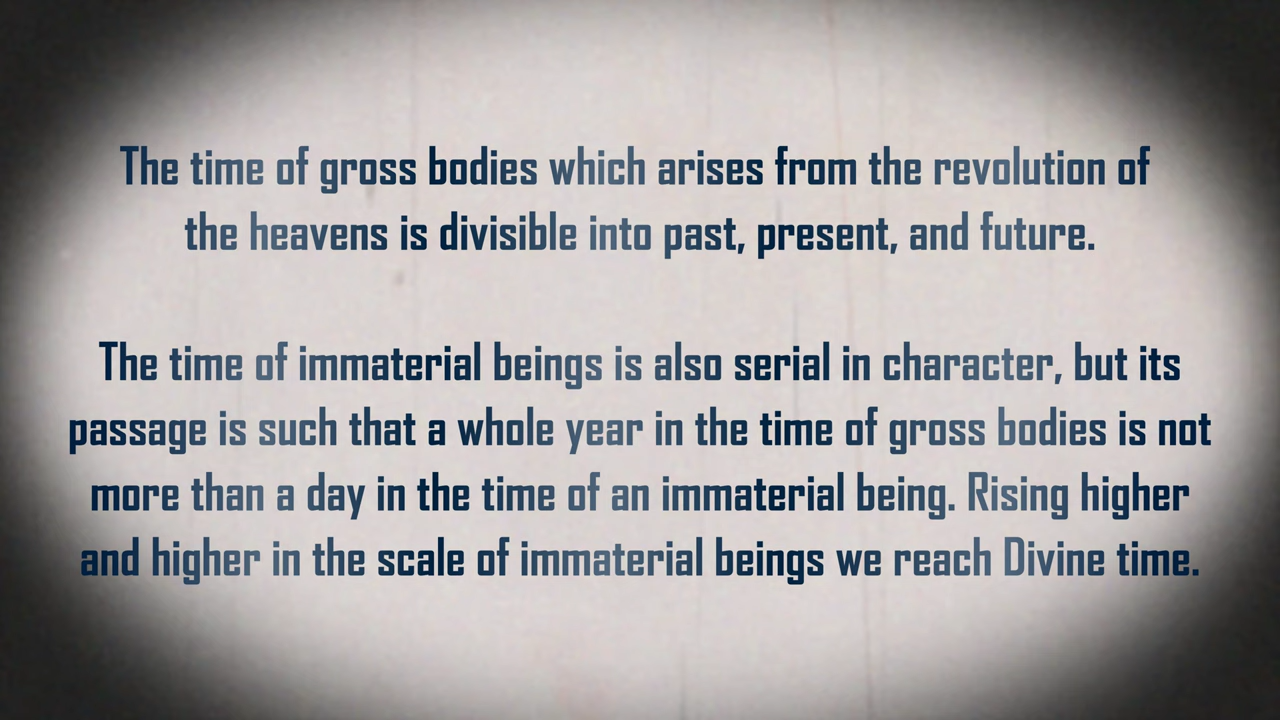 The time of gross bodies which arises from the revolution of
the heavens is divisible into past, present, and future.
The time of immaterial beings is also serial in character, but its
passage is such that a whole year in the time of gross bodies is not
more than a day in the time of an immaterial being. Rising higher
and higher in the scale of immaterial beings we reach Divine time.